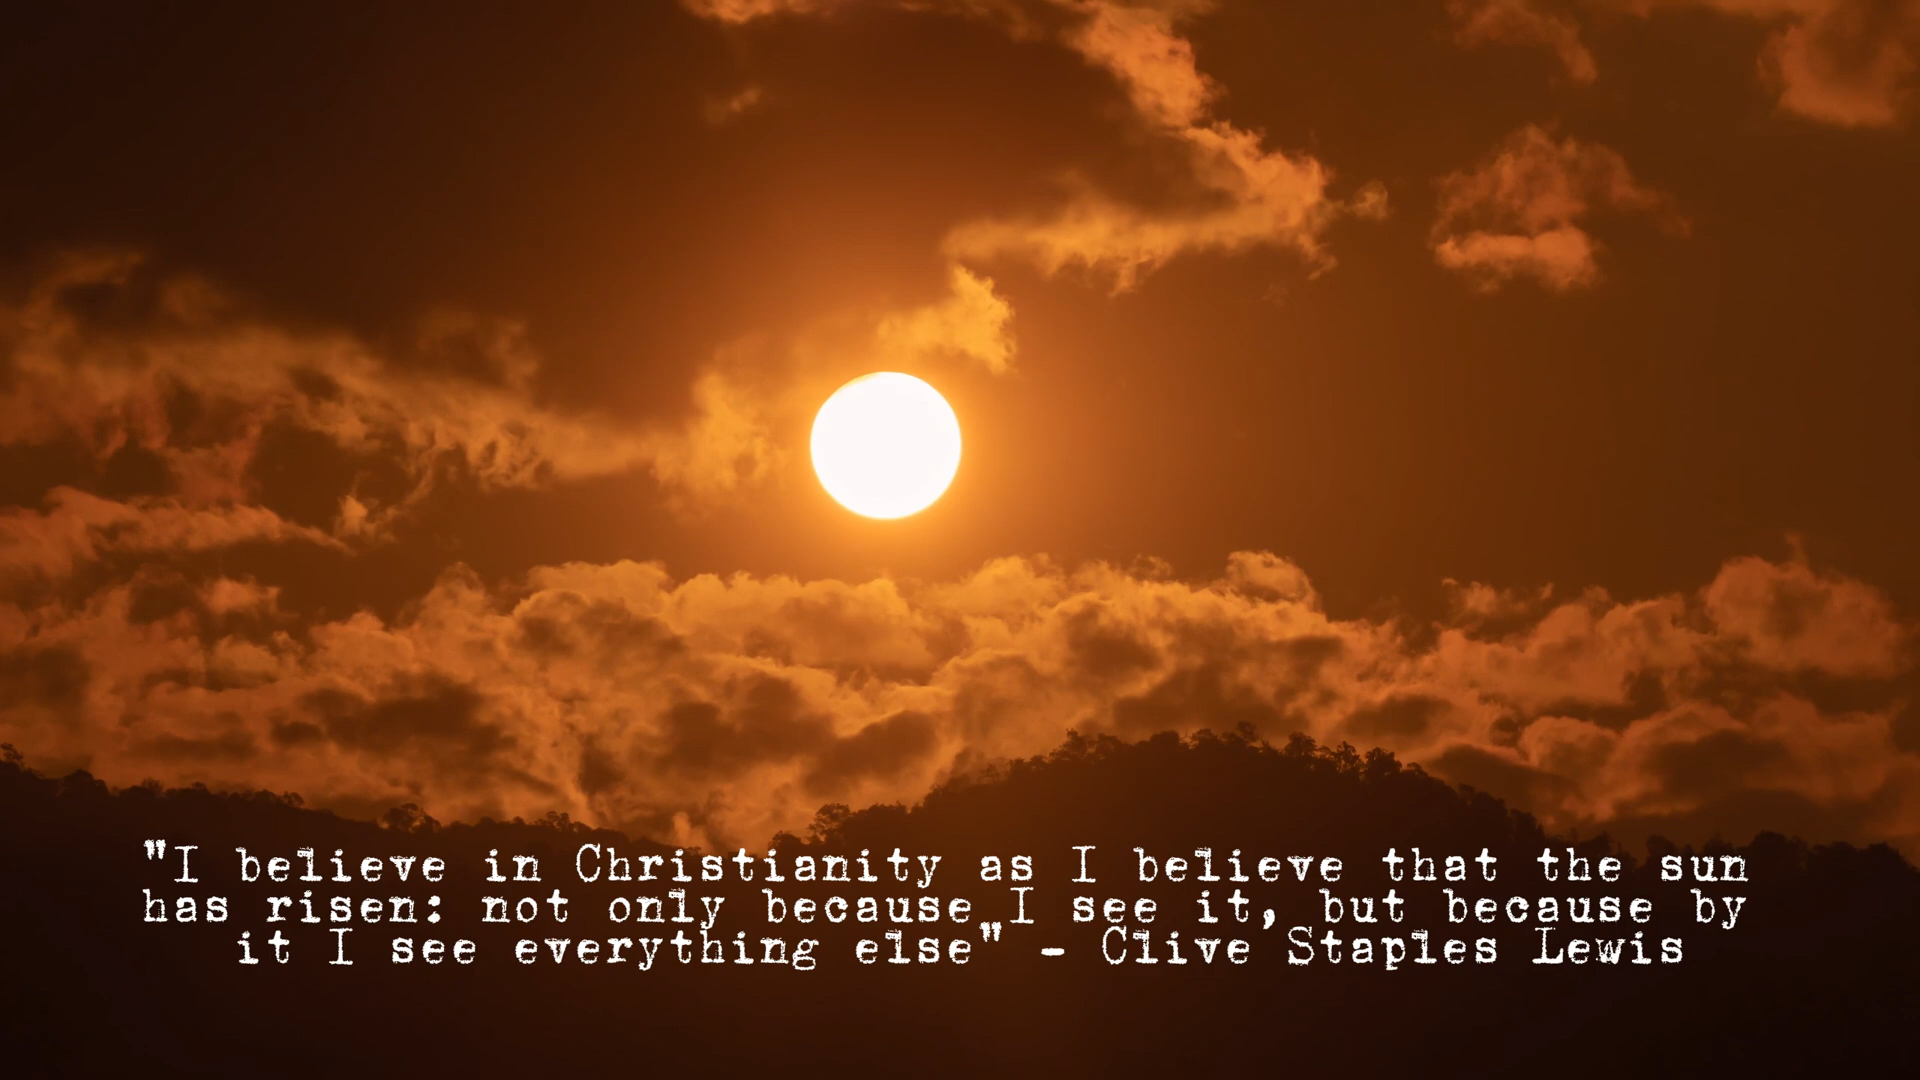 "I believe in Christianity as I believe that the sun
has risen: not only because I see it, but because by
it I see everything else" - Clive Staples Lewis